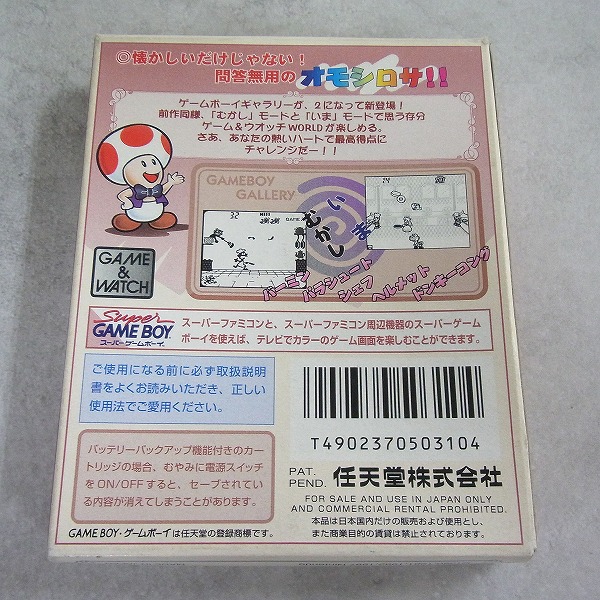 ◎懐かしいだけじゃない!
問答無用のオモシロサ!!
ゲームボーイギャラリーが、2になって新登場!
前作同様、「むかし」モードと「いま」モードで思う存分
ゲーム&ウオッチWORLDが楽しめる。
さあ、あなたの熱いハートで最高得点に
チャレンジだー!!
GAMEBOY
GALLERY
むかし
いま
バーミン
パラシュート
シェフ
ヘルメット
ドンキーコング
GAME
&
WATCH
Super
GAME BOY
スーパーゲームボーイ
スーパーファミコンと、スーパーファミコン周辺機器のスーパーゲーム
ボーイを使えば、テレビでカラーのゲーム画面を楽しむことができます。
ご使用になる前に必ず取扱説明
書をよくお読みいただき、正しい
使用法でご愛用ください。
T4902370503104
バッテリーバックアップ機能付きのカー
トリッジの場合、むやみに電源スイッチ
をON/OFFすると、セーブされてい
る内容が消えてしまうことがあります。
PAT.
PEND.
任天堂株式会社
FOR SALE AND USE IN JAPAN ONLY
AND COMMERCIAL RENTAL PROHIBITED.
本品は日本国内だけの販売および使用とし、
また商業目的の賃貸は禁止されております。
GAME BOY・ゲームボーイは任天堂の登録商標です。